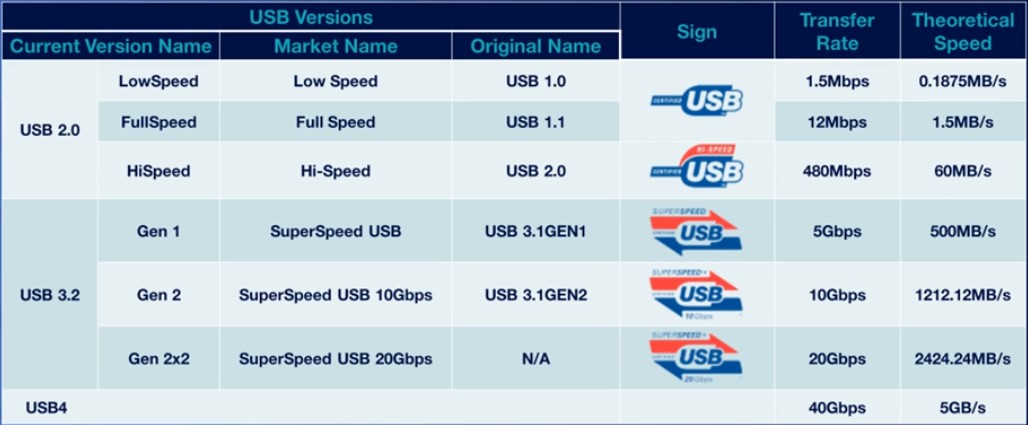 USB Versions
Sign
Transfer Rate
Theoretical Speed
Current Version Name Market Name Original Name
USB 2.0
LowSpeed Low Speed USB 1.0 1.5Mbps 0.1875MB/s
CERTIFIED USB
FullSpeed Full Speed USB 1.1 12Mbps 1.5MB/s
HiSpeed Hi-Speed USB 2.0 HI-SPEED CERTIFIED USB 480Mbps 60MB/s
USB 3.2
Gen 1 SuperSpeed USB USB 3.1GEN1 SUPERSPEED CERTIFIED USB 5Gbps 500MB/s
Gen 2 SuperSpeed USB 10Gbps USB 3.1GEN2 SUPERSPEED+ CERTIFIED USB 10Gbps 10Gbps 1212.12MB/s
Gen 2x2 SuperSpeed USB 20Gbps N/A SUPERSPEED+ CERTIFIED USB 20Gbps 20Gbps 2424.24MB/s
USB4 40Gbps 5GB/s